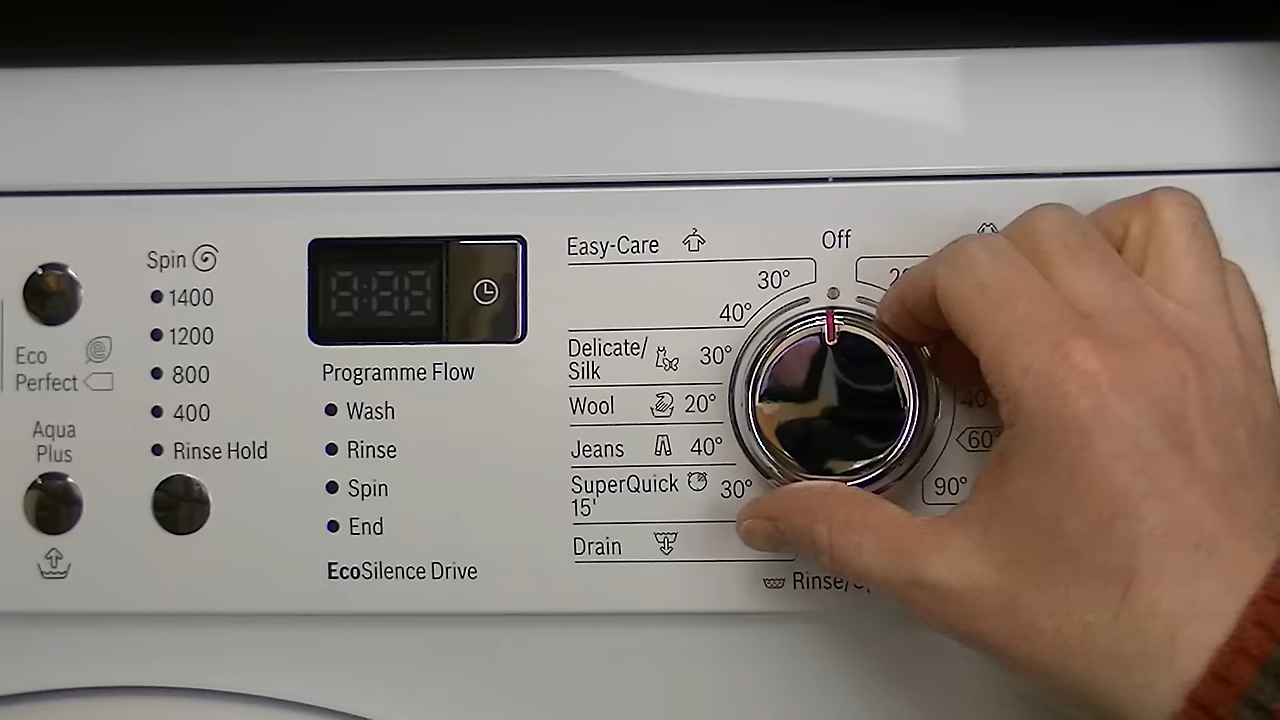 Eco
Perfect
Aqua
Plus
Spin
1400
1200
800
400
Rinse Hold
Programme Flow
Wash
Rinse
Spin
End
EcoSilence Drive
Easy-Care
30°
40°
Delicate/
Silk
30°
Wool
20°
Jeans
40°
SuperQuick
15'
30°
Drain
Off
40°
60°
90°